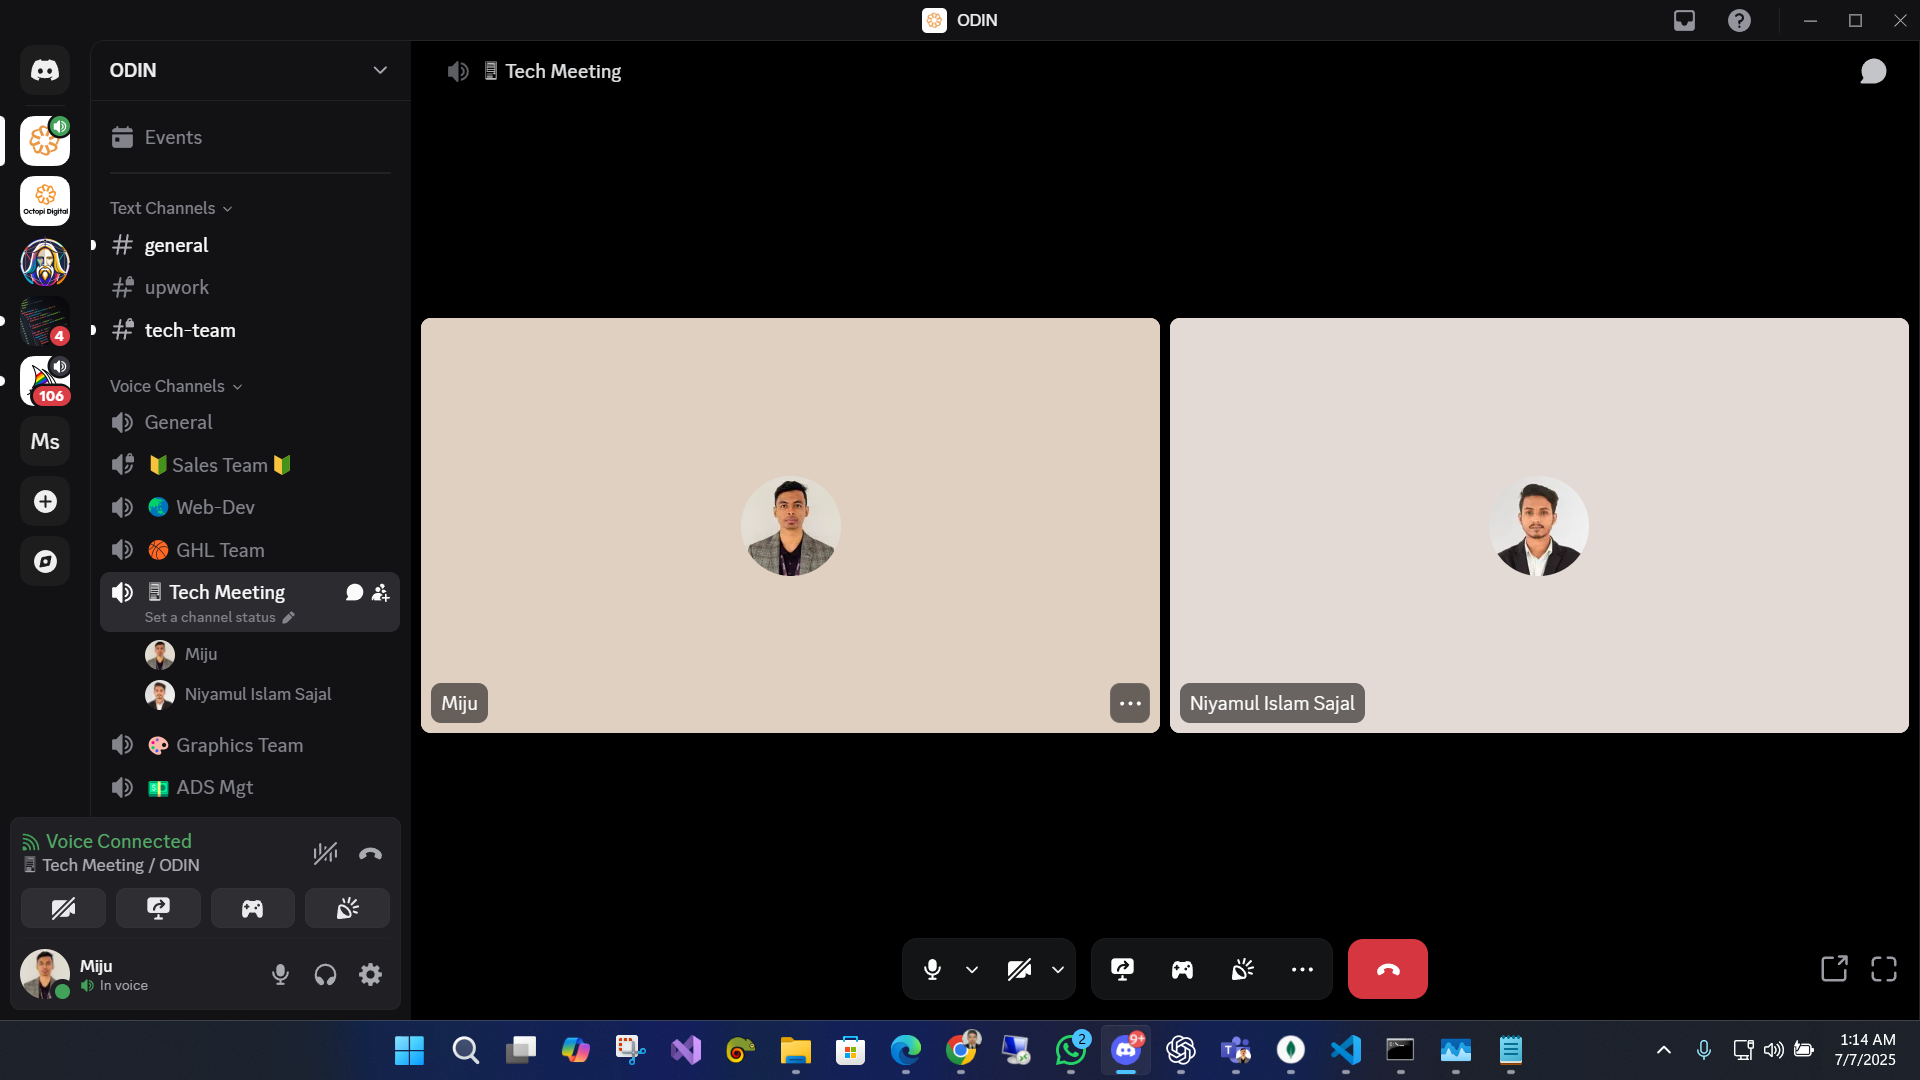 ODIN
ODIN
Tech Meeting
Events
Octopi Digital
Text Channels
general
upwork
tech-team
4
Voice Channels
106
General
Ms
Sales Team
Web-Dev
GHL Team
Tech Meeting
Set a channel status
Miju
Niyamul Islam Sajal
Miju
Niyamul Islam Sajal
Graphics Team
ADS Mgt
Voice Connected
Tech Meeting / ODIN
Miju
In voice
2
9+
1:14 AM
7/7/2025